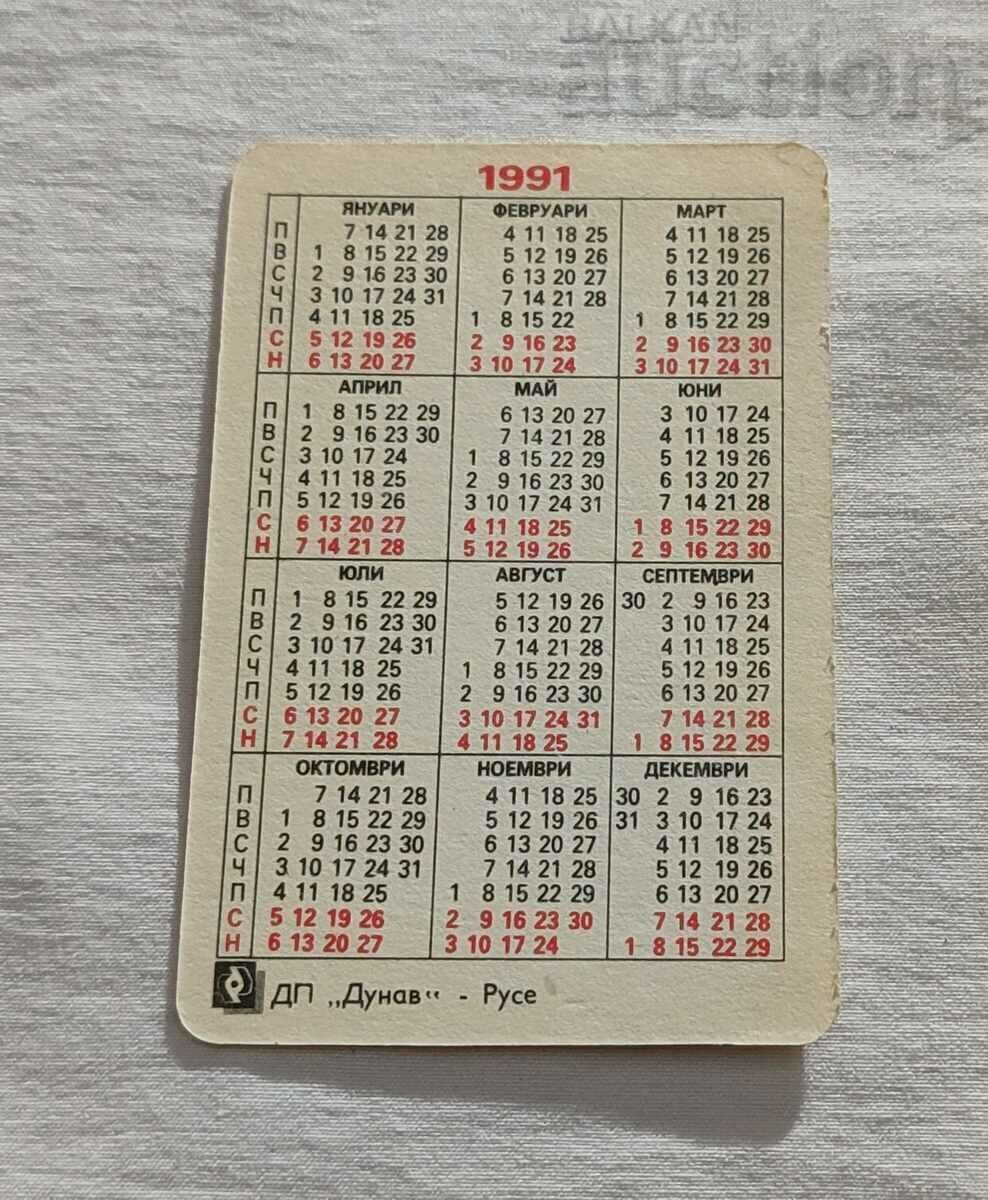 BALKAN
1991
ЯНУАРИ ФЕВРУАРИ МАРТ
П 7 14 21 28 4 11 18 25 4 11 18 25
В 1 8 15 22 29 5 12 19 26 5 12 19 26
С 2 9 16 23 30 6 13 20 27 6 13 20 27
Ч 3 10 17 24 31 7 14 21 28 7 14 21 28
П 4 11 18 25 1 8 15 22 1 8 15 22 29
С 5 12 19 26 2 9 16 23 2 9 16 23 30
Н 6 13 20 27 3 10 17 24 3 10 17 24 31
АПРИЛ МАЙ ЮНИ
П 1 8 15 22 29 6 13 20 27 3 10 17 24
В 2 9 16 23 30 7 14 21 28 4 11 18 25
С 3 10 17 24 1 8 15 22 29 5 12 19 26
Ч 4 11 18 25 2 9 16 23 30 6 13 20 27
П 5 12 19 26 3 10 17 24 31 7 14 21 28
С 6 13 20 27 4 11 18 25 1 8 15 22 29
Н 7 14 21 28 5 12 19 26 2 9 16 23 30
ЮЛИ АВГУСТ СЕПТЕМВРИ
П 1 8 15 22 29 5 12 19 26 30 2 9 16 23
В 2 9 16 23 30 6 13 20 27 3 10 17 24
С 3 10 17 24 31 7 14 21 28 4 11 18 25
Ч 4 11 18 25 1 8 15 22 29 5 12 19 26
П 5 12 19 26 2 9 16 23 30 6 13 20 27
С 6 13 20 27 3 10 17 24 31 7 14 21 28
Н 7 14 21 28 4 11 18 25 1 8 15 22 29
ОКТОМВРИ НОЕМВРИ ДЕКЕМВРИ
П 7 14 21 28 4 11 18 25 30 2 9 16 23
В 1 8 15 22 29 5 12 19 26 31 3 10 17 24
С 2 9 16 23 30 6 13 20 27 4 11 18 25
Ч 3 10 17 24 31 7 14 21 28 5 12 19 26
П 4 11 18 25 1 8 15 22 29 6 13 20 27
С 5 12 19 26 2 9 16 23 30 7 14 21 28
Н 6 13 20 27 3 10 17 24 1 8 15 22 29
ДП „Дунав“ - Русе